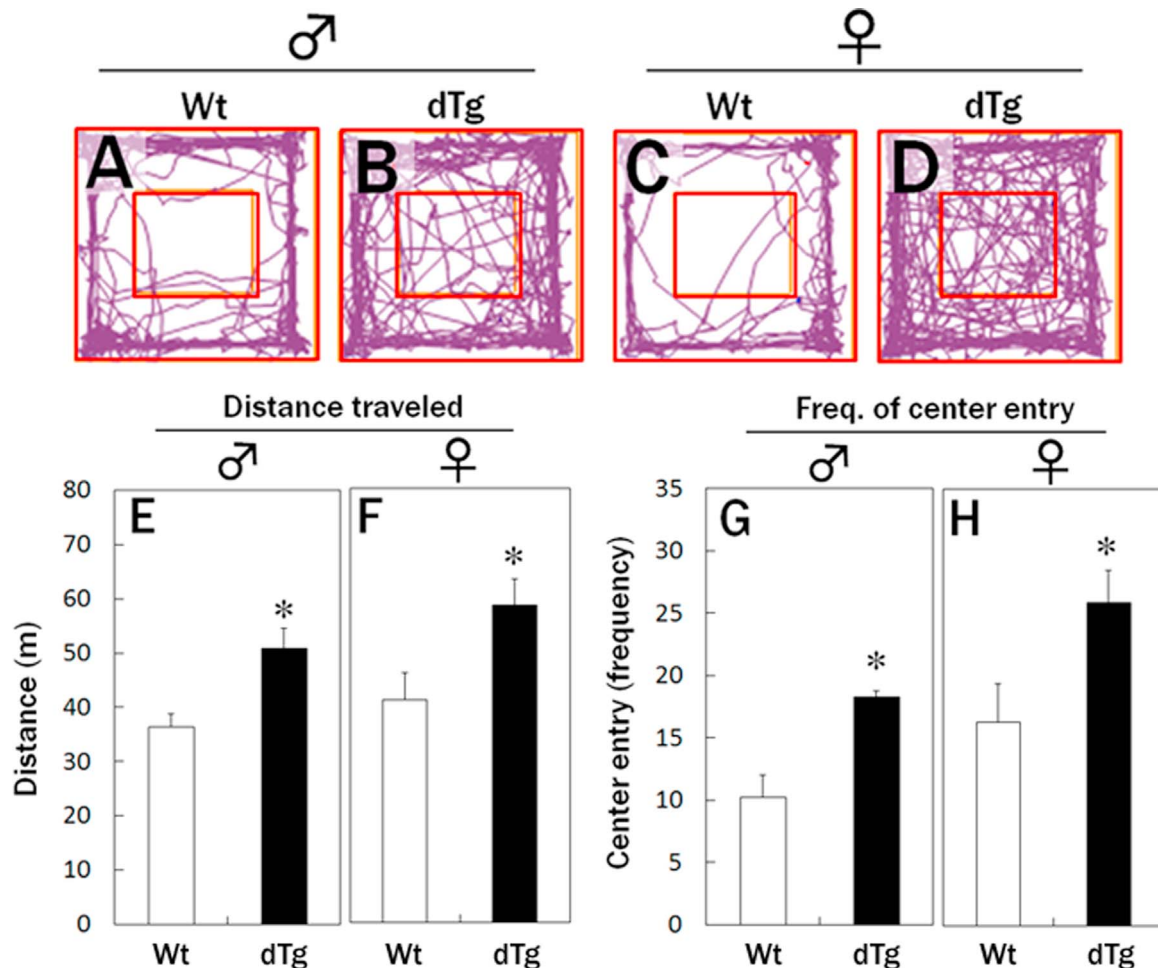 ♂ ♀
Wt dTg Wt dTg
A B C D
Distance traveled Freq. of center entry
♂ ♀ ♂ ♀
E F G H
Distance (m)
80
70
60
50
40
30
20
10
0
* *
Wt dTg Wt dTg
Center entry (frequency)
35
30
25
20
15
10
5
0
* *
Wt dTg Wt dTg